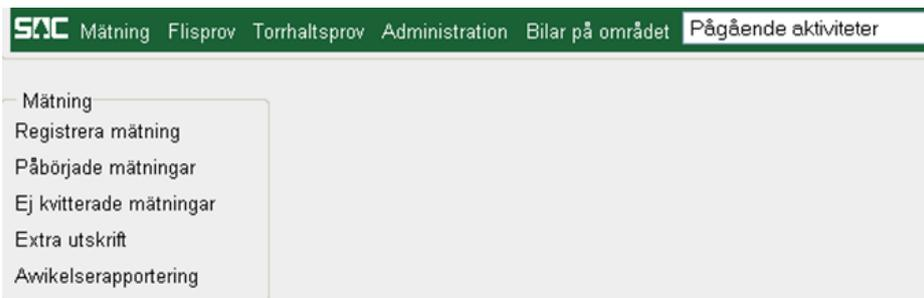 SDC Mätning Flisprov Torrhaltsprov Administration Bilar på området Pågående aktiviteter
Mätning
Registrera mätning
Påbörjade mätningar
Ej kvitterade mätningar
Extra utskrift
Avvikelserapportering